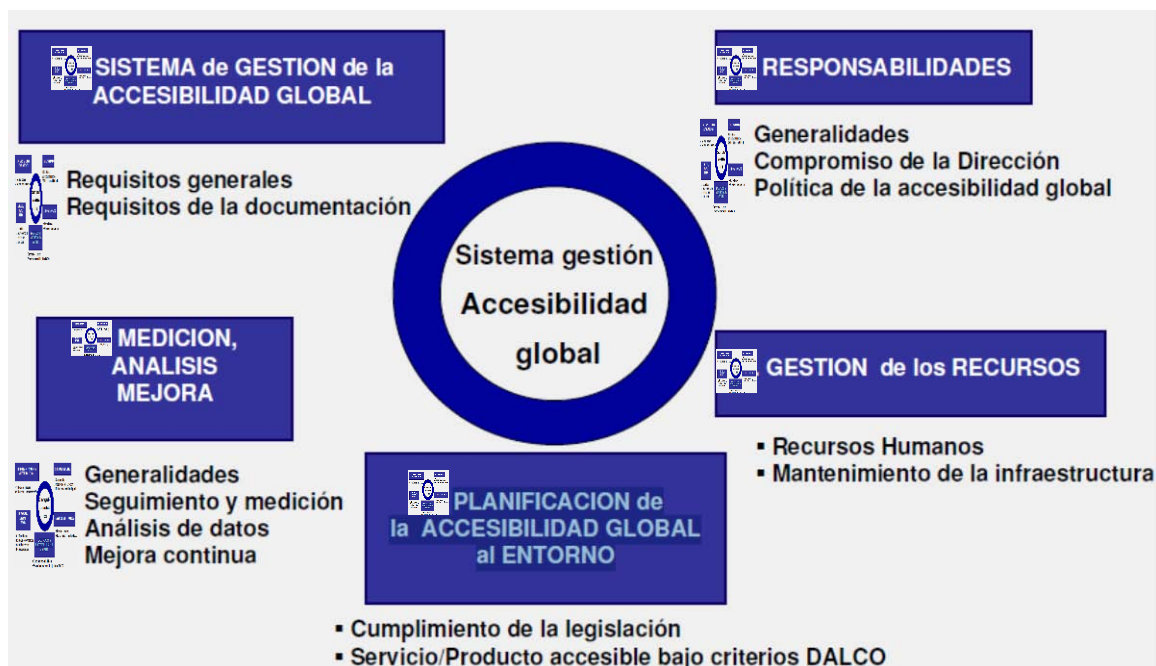 SISTEMA de GESTION de la
ACCESIBILIDAD GLOBAL
Requisitos generales
Requisitos de la documentación
RESPONSABILIDADES
Generalidades
Compromiso de la Dirección
Política de la accesibilidad global
Sistema gestión
Accesibilidad
global
MEDICION,
ANALISIS
MEJORA
Generalidades
Seguimiento y medición
Análisis de datos
Mejora continua
. GESTION de los RECURSOS
▪ Recursos Humanos
▪ Mantenimiento de la infraestructura
PLANIFICACION de
la ACCESIBILIDAD GLOBAL
al ENTORNO
▪ Cumplimiento de la legislación
▪ Servicio/Producto accesible bajo criterios DALCO